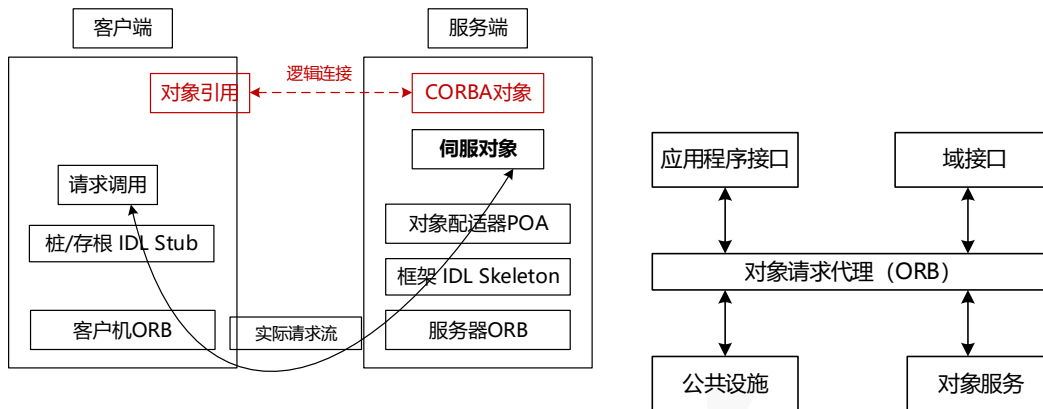 客户端
服务端
对象引用
逻辑连接
CORBA对象
伺服对象
请求调用
对象配适器POA
桩/存根 IDL Stub
框架 IDL Skeleton
客户机ORB
实际请求流
服务器ORB
应用程序接口
域接口
对象请求代理（ORB）
公共设施
对象服务